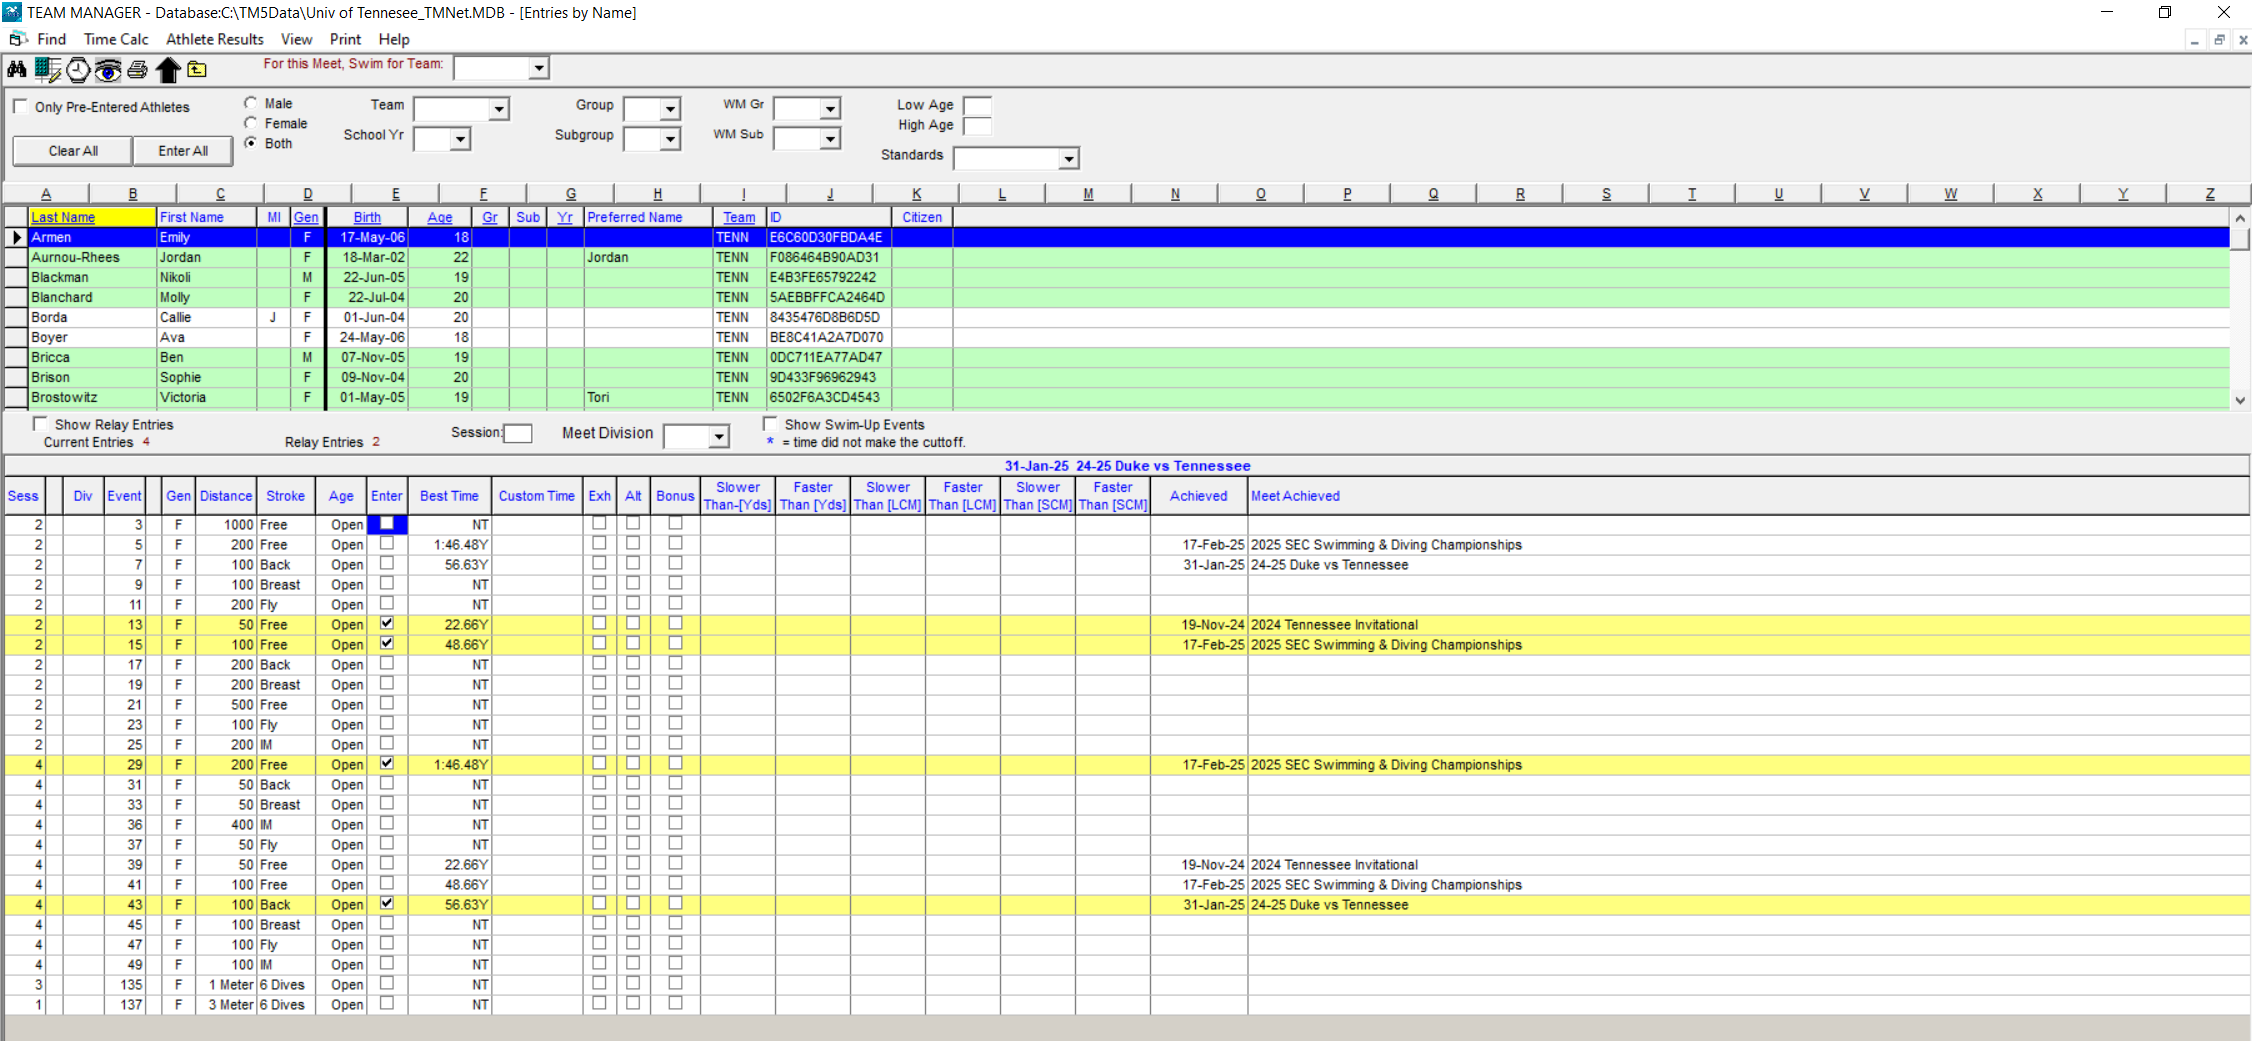 TEAM MANAGER - Database:C:\TM5Data\Univ of Tennesee_TMNet.MDB - [Entries by Name]
Find Time Calc Athlete Results View Print Help
For this Meet, Swim for Team:
Only Pre-Entered Athletes Male Team Group WM Gr Low Age
Female High Age
Clear All Enter All Both School Yr Subgroup WM Sub Standards
A B C D E F G H I J K L M N O P Q R S T U V W X Y Z
Last Name First Name MI Gen Birth Age Gr Sub Yr Preferred Name Team ID Citizen
Armen Emily F 17-May-06 18 TENN E6C60D30FBDA4E
Aurnou-Rhees Jordan F 18-Mar-02 22 Jordan TENN F086464B90AD31
Blackman Nikoli M 22-Jun-05 19 TENN E4B3FE65792242
Blanchard Molly F 22-Jul-04 20 TENN 5AEBBFFCA2464D
Borda Callie J F 01-Jun-04 20 TENN 8435476D8B6D5D
Boyer Ava F 24-May-06 18 TENN BE8C41A2A7D070
Bricca Ben M 07-Nov-05 19 TENN 0DC711EA77AD47
Brison Sophie F 09-Nov-04 20 TENN 9D433F96962943
Brostowitz Victoria F 01-May-05 19 Tori TENN 6502F6A3CD4543
Show Relay Entries Session: Meet Division Show Swim-Up Events
Current Entries 4 Relay Entries 2 * = time did not make the cuttoff.
31-Jan-25 24-25 Duke vs Tennessee
Sess Div Event Gen Distance Stroke Age Enter Best Time Custom Time Exh Alt Bonus Slower Than-[Yds] Faster Than [Yds] Slower Than [LCM] Faster Than [LCM] Slower Than [SCM] Faster Than [SCM] Achieved Meet Achieved
2 3 F 1000 Free Open NT
2 5 F 200 Free Open 1:46.48Y 17-Feb-25 2025 SEC Swimming & Diving Championships
2 7 F 100 Back Open 56.63Y 31-Jan-25 24-25 Duke vs Tennessee
2 9 F 100 Breast Open NT
2 11 F 200 Fly Open NT
2 13 F 50 Free Open 22.66Y 19-Nov-24 2024 Tennessee Invitational
2 15 F 100 Free Open 48.66Y 17-Feb-25 2025 SEC Swimming & Diving Championships
2 17 F 200 Back Open NT
2 19 F 200 Breast Open NT
2 21 F 500 Free Open NT
2 23 F 100 Fly Open NT
2 25 F 200 IM Open NT
4 29 F 200 Free Open 1:46.48Y 17-Feb-25 2025 SEC Swimming & Diving Championships
4 31 F 50 Back Open NT
4 33 F 50 Breast Open NT
4 36 F 400 IM Open NT
4 37 F 50 Fly Open NT
4 39 F 50 Free Open 22.66Y 19-Nov-24 2024 Tennessee Invitational
4 41 F 100 Free Open 48.66Y 17-Feb-25 2025 SEC Swimming & Diving Championships
4 43 F 100 Back Open 56.63Y 31-Jan-25 24-25 Duke vs Tennessee
4 45 F 100 Breast Open NT
4 47 F 100 Fly Open NT
4 49 F 100 IM Open NT
3 135 F 1 Meter 6 Dives Open NT
1 137 F 3 Meter 6 Dives Open NT